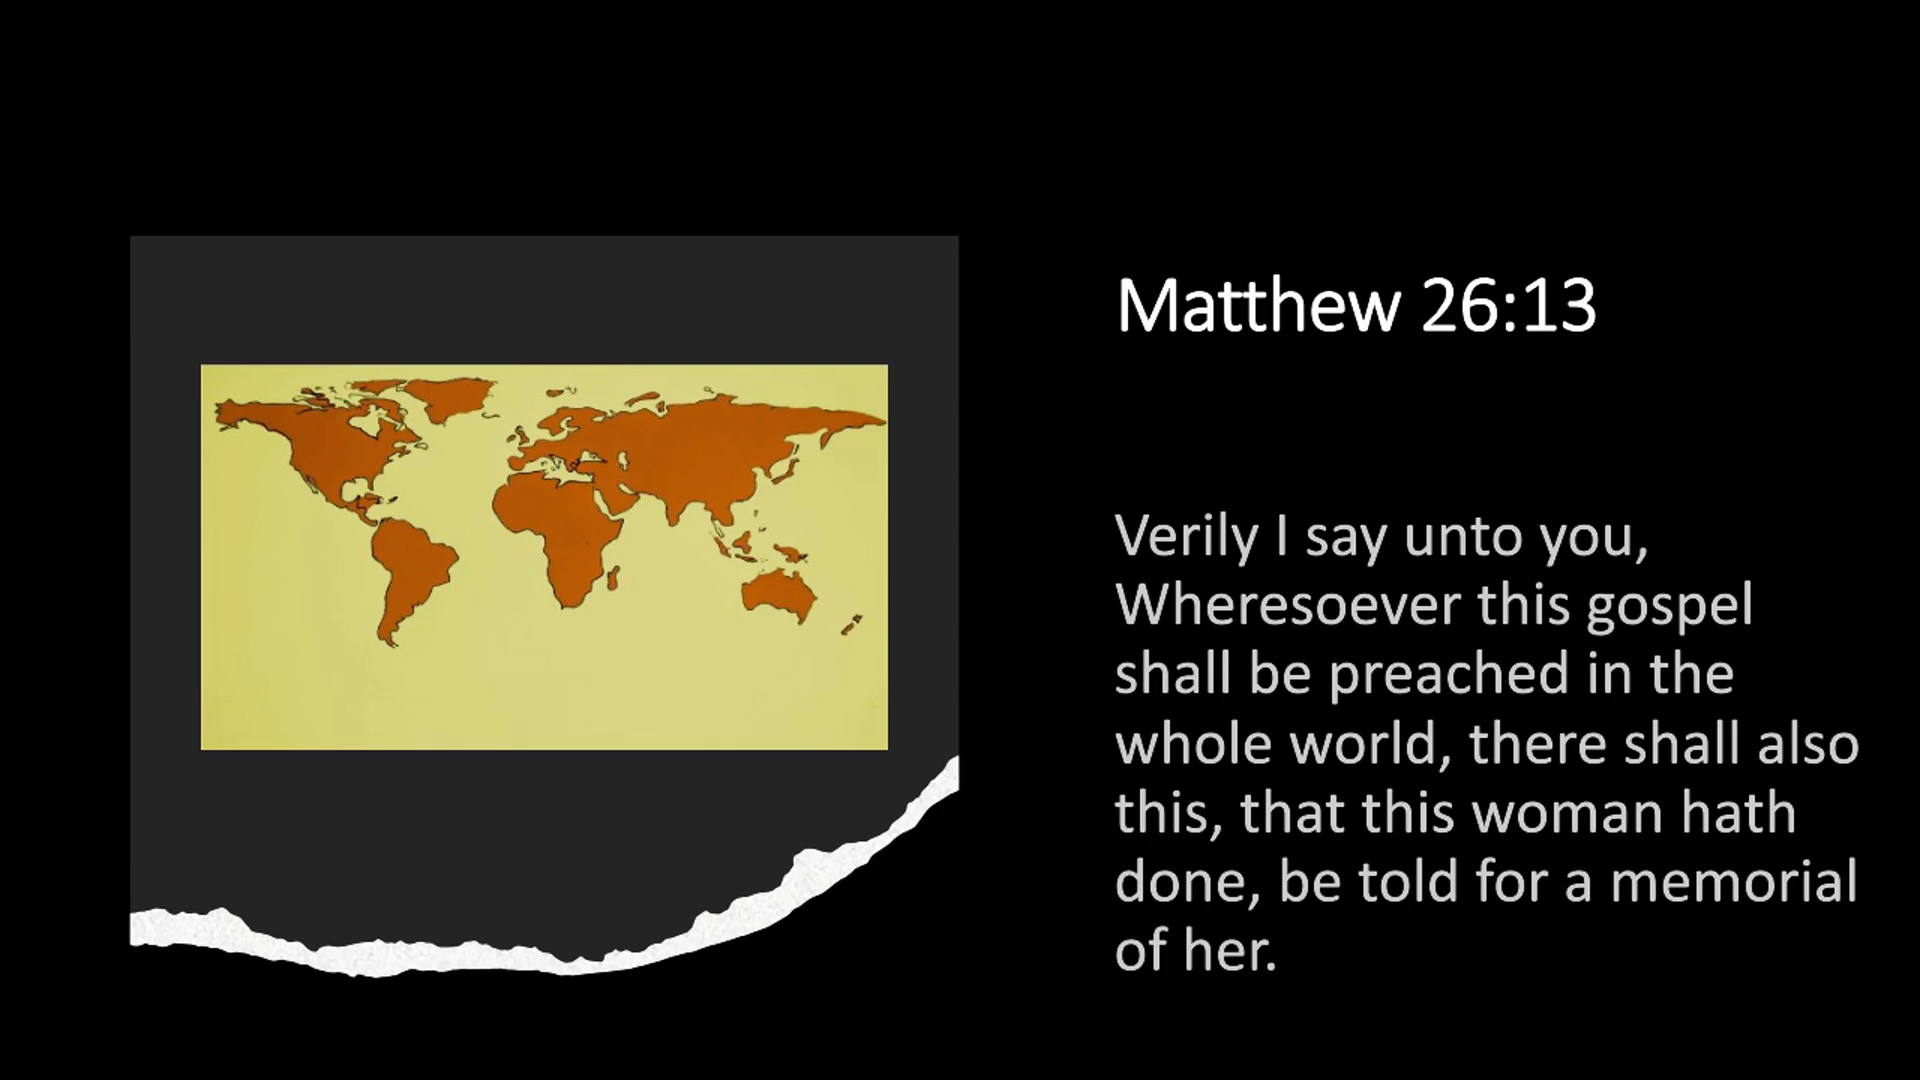 Matthew 26:13
Verily I say unto you,
Wheresoever this gospel
shall be preached in the
whole world, there shall also
this, that this woman hath
done, be told for a memorial
of her.